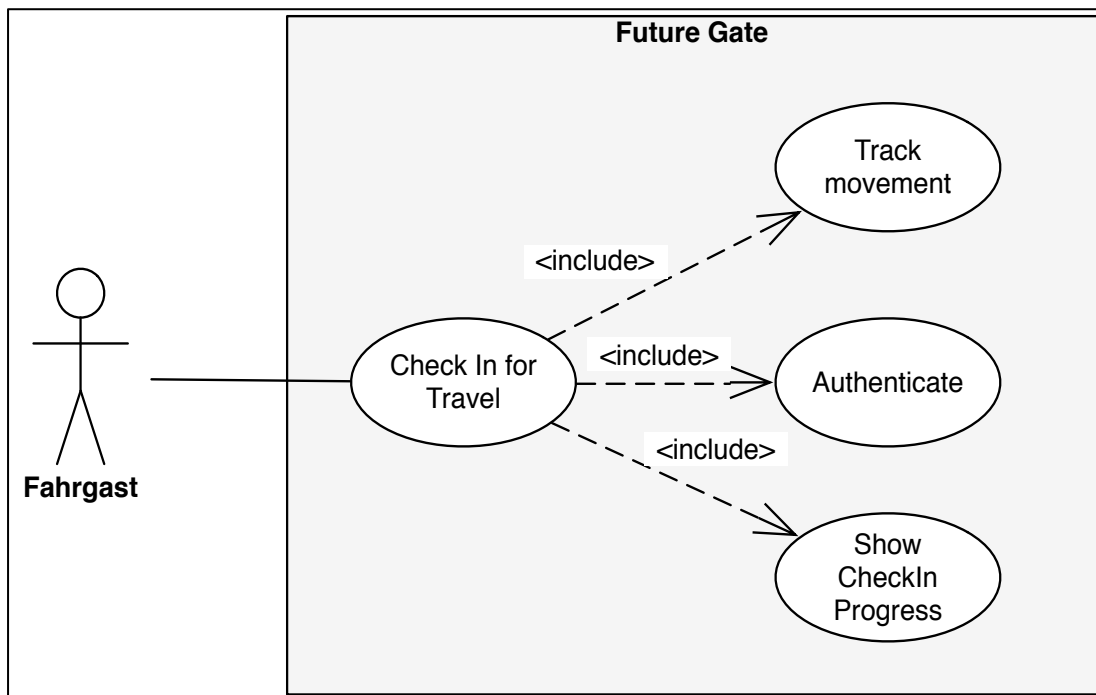 Future Gate
Track
movement
<include>
Check In for
Travel
<include>
Authenticate
<include>
Fahrgast
Show
CheckIn
Progress